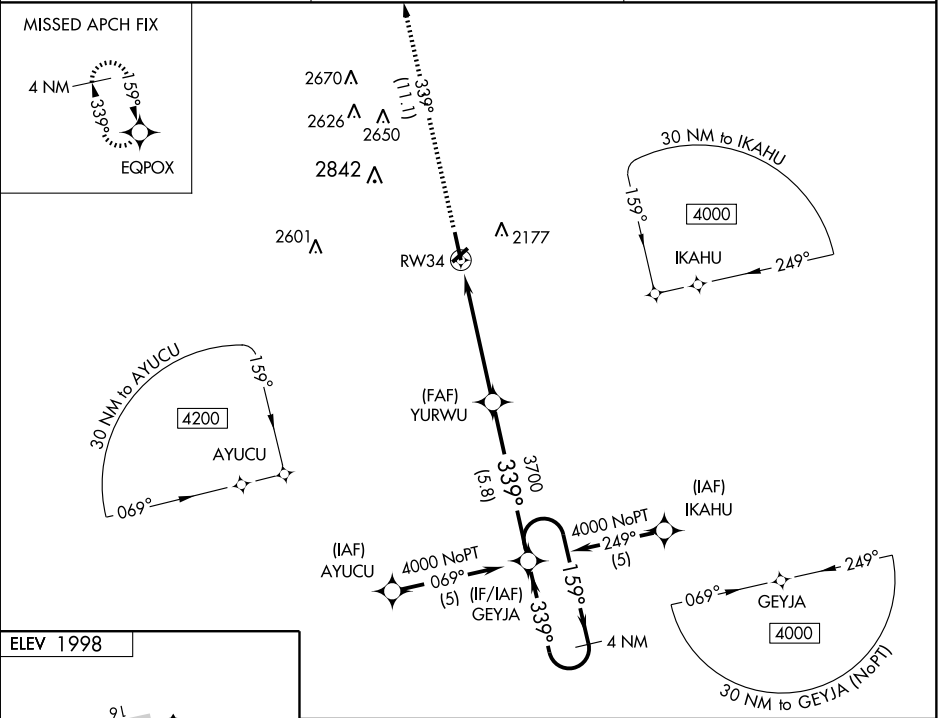 MISSED APCH FIX
4 NM
159°
339°
EQPOX
339°
(11.1)
2670
2626
2650
2842
2601
2177
RW34
30 NM to IKAHU
159°
4000
IKAHU
249°
30 NM to AYUCU
159°
4200
AYUCU
069°
(FAF)
YURWU
3700
339°
(5.8)
(IAF)
IKAHU
4000 NoPT
249°
(5)
(IAF)
AYUCU
4000 NoPT
069°
(5)
(IF/IAF)
GEYJA
159°
339°
4 NM
069°
249°
GEYJA
4000
30 NM to GEYJA (NoPT)
ELEV 1998
16